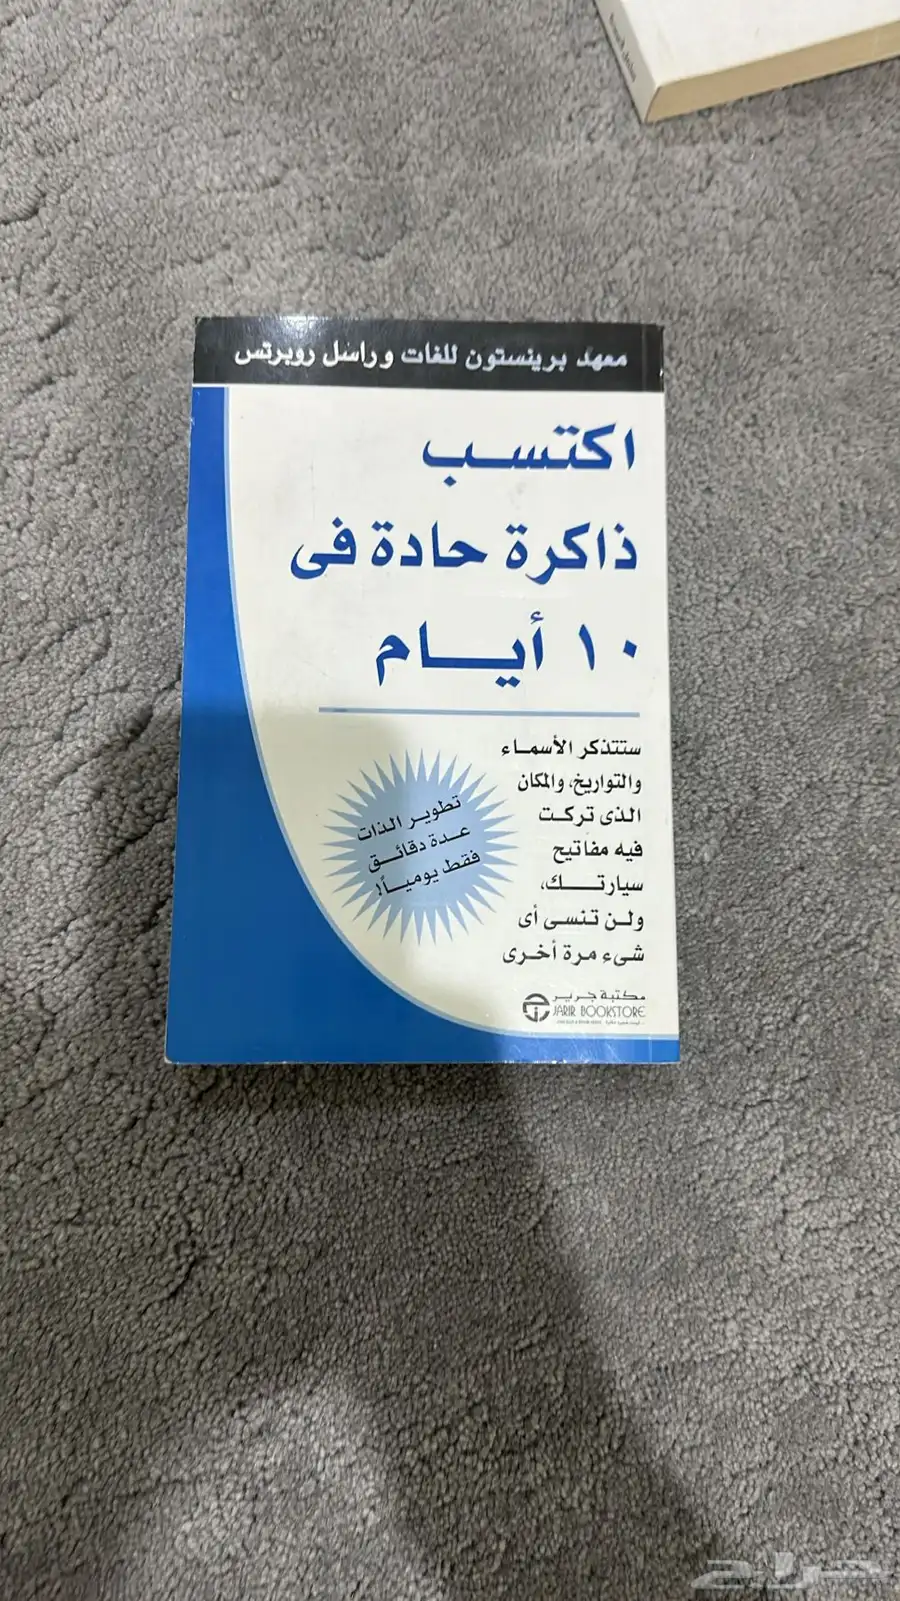 معهد برينستون للغات وراسل روبرتس
اكتسب
ذاكرة حادة فى
١٠ أيام
ستتذكر الأسماء
والتواريخ، والمكان
الذى تركت
فيه مفاتيح
سيارتك،
ولن تنسى أى
شىء مرة أخرى
تطوير الذات
عدة دقائق
فقط يومياً!
مكتبة جرير
JARIR BOOKSTORE
حراج